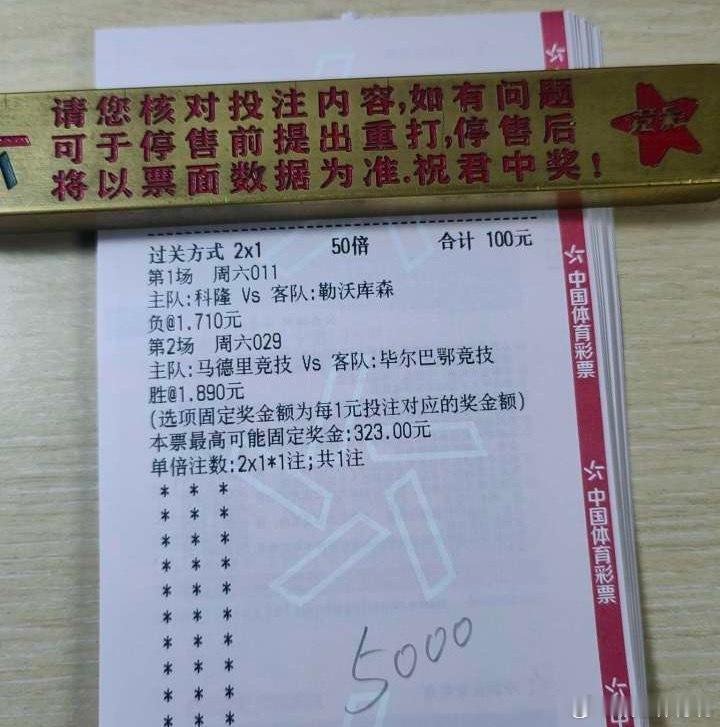 请您核对投注内容,如有问题
可于停售前提出重打,停售后
将以票面数据为准.祝君中奖!
过关方式 2x1 50倍 合计 100元
第1场 周六011
主队:科隆 Vs 客队:勒沃库森
负@1.710元
第2场 周六029
主队:马德里竞技 Vs 客队:毕尔巴鄂竞技
胜@1.890元
(选项固定奖金额为每1元投注对应的奖金额)
本票最高可能固定奖金:323.00元
单倍注数:2x1*1注;共1注
* * *
* * *
* * *
* * *
* * *
* * *
* * *
* * *
* * *
* * *
5000
中国体育彩票
中国体育彩票
中